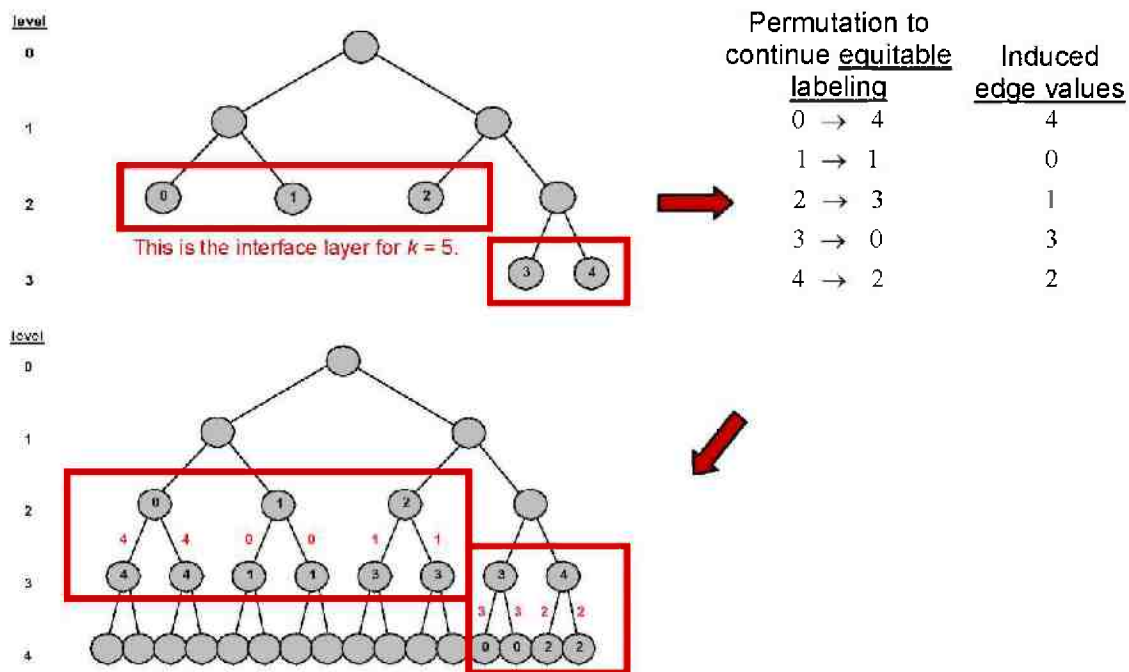 level
0
1
2
3
0 1 2
3 4
This is the interface layer for k = 5.
Permutation to
continue equitable
labeling
Induced
edge values
0 → 4 4
1 → 1 0
2 → 3 1
3 → 0 3
4 → 2 2
level
0
1
2
3
4
0 1 2
4 4 0 0 1 1
4 4 1 1 3 3 3 4
3 3 2 2
0 0 2 2